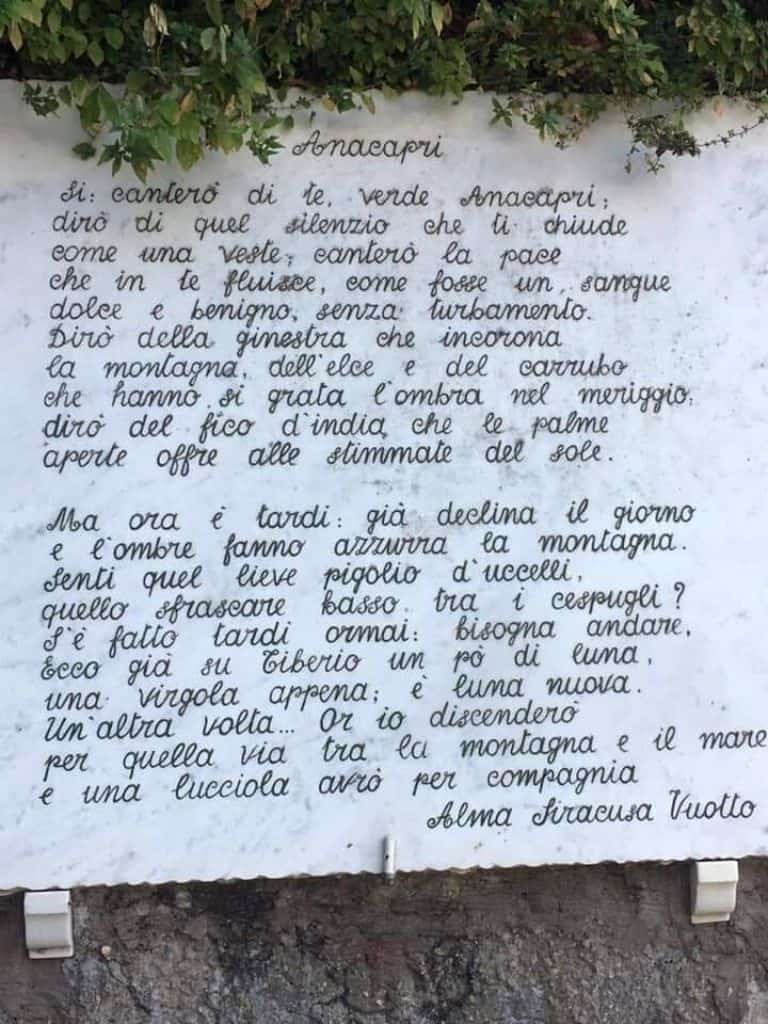 Anacapri
Si: canterò di te, verde Anacapri;
dirò di quel silenzio che ti chiude
come una veste; canterò la pace
che in te fluisce, come fosse un sangue
dolce e benigno, senza turbamento.
Dirò della ginestra che incorona
la montagna, dell'elce e del carrubo
che hanno si grata l'ombra nel meriggio,
dirò del fico d'india che le palme
aperte offre alle stimmate del sole.
Ma ora è tardi: già declina il giorno
e l'ombre fanno azzurra la montagna.
Senti quel lieve pigolio d'uccelli,
quello sfrascare basso tra i cespugli?
S'è fatto tardi ormai: bisogna andare,
Ecco già su Tiberio un pò di luna,
una virgola appena; è luna nuova.
Un'altra volta... Or io discenderò
per quella via tra la montagna e il mare
e una lucciola avrò per compagnia
Alma Siracusa Vuotto